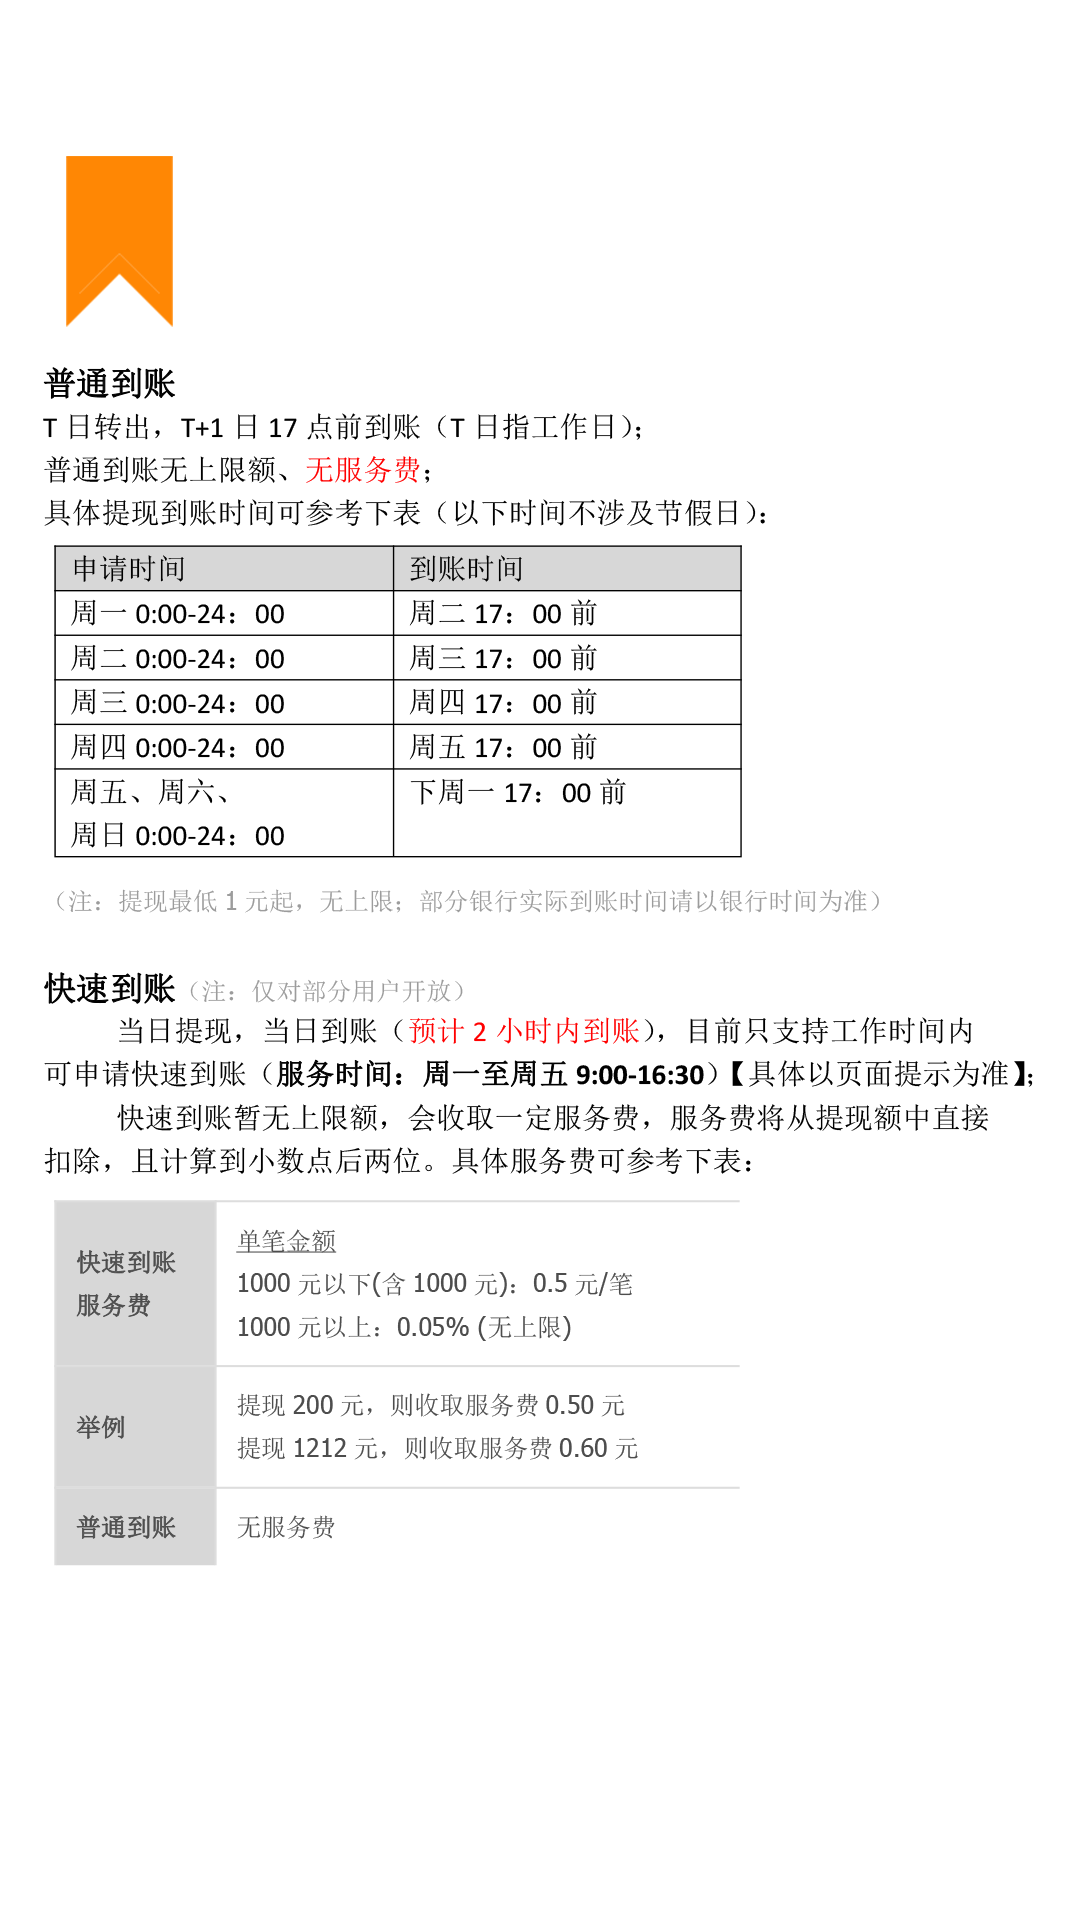 普通到账
T 日转出，T+1 日 17 点前到账（T 日指工作日）；
普通到账无上限额、无服务费；
具体提现到账时间可参考下表（以下时间不涉及节假日）：
申请时间 到账时间
周一 0:00-24：00 周二 17：00 前
周二 0:00-24：00 周三 17：00 前
周三 0:00-24：00 周四 17：00 前
周四 0:00-24：00 周五 17：00 前
周五、周六、 下周一 17：00 前
周日 0:00-24：00
（注：提现最低 1 元起，无上限；部分银行实际到账时间请以银行时间为准）
快速到账（注：仅对部分用户开放）
当日提现，当日到账（预计 2 小时内到账），目前只支持工作时间内
可申请快速到账（服务时间：周一至周五 9:00-16:30）【具体以页面提示为准】；
快速到账暂无上限额，会收取一定服务费，服务费将从提现额中直接
扣除，且计算到小数点后两位。具体服务费可参考下表：
快速到账
服务费
单笔金额
1000 元以下(含 1000 元)：0.5 元/笔
1000 元以上：0.05% (无上限)
举例
提现 200 元，则收取服务费 0.50 元
提现 1212 元，则收取服务费 0.60 元
普通到账 无服务费